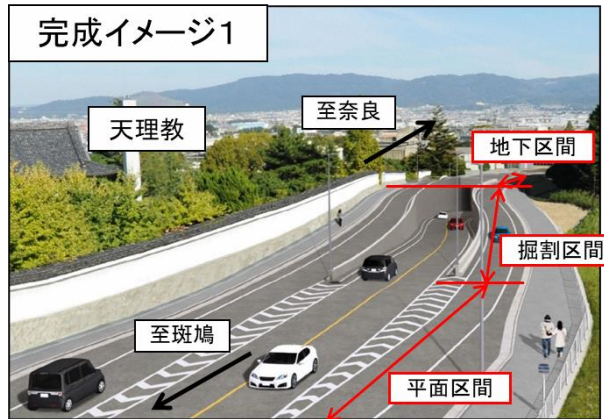 完成イメージ1
天理教
至奈良
地下区間
掘割区間
至斑鳩
平面区間